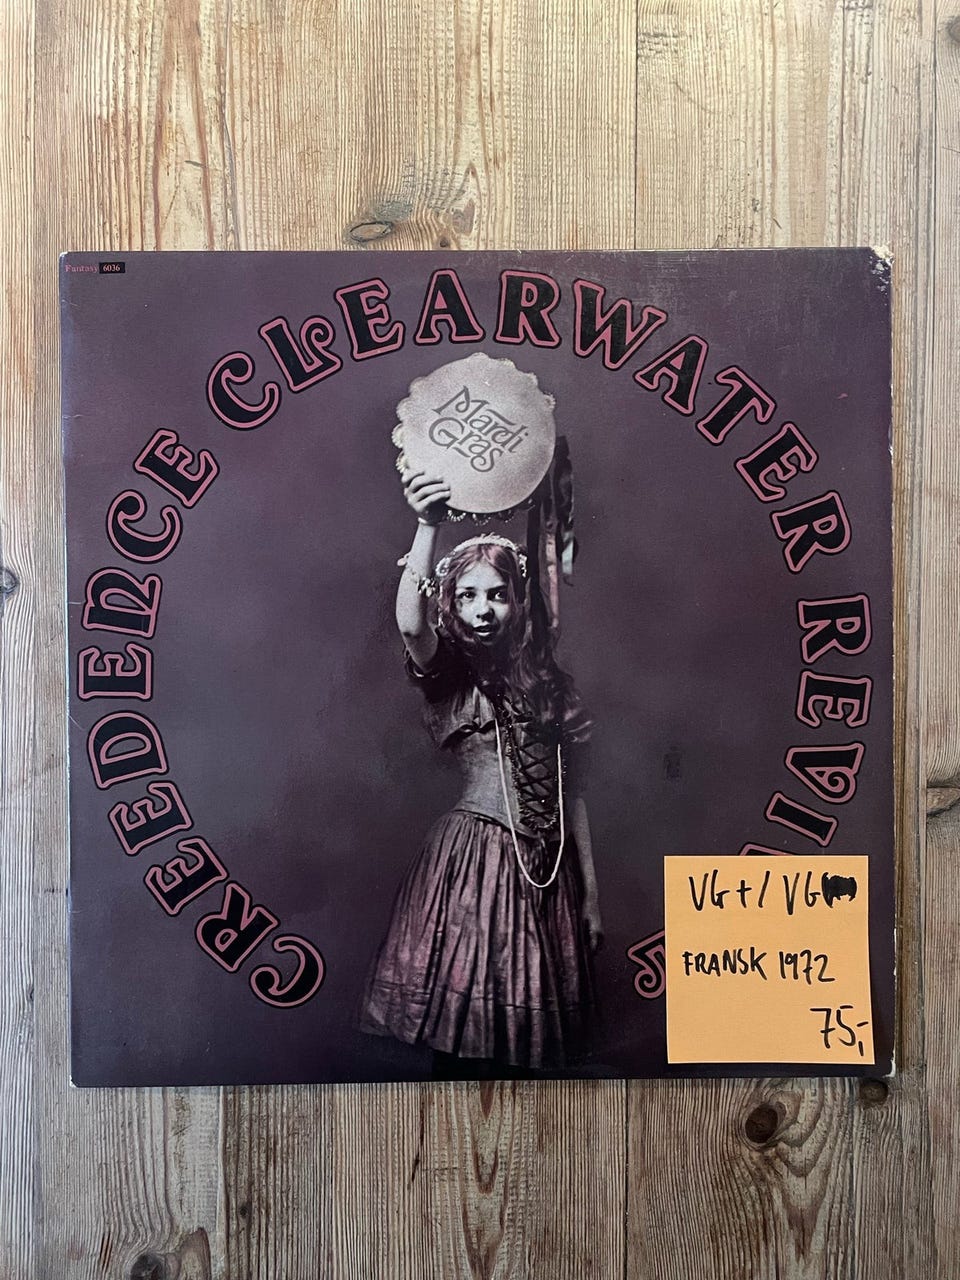 Fantasy 6036
CREEDENCE CLEARWATER REVI
Mardi
Gras
VG+/ VG
FRANSK 1972
75,-